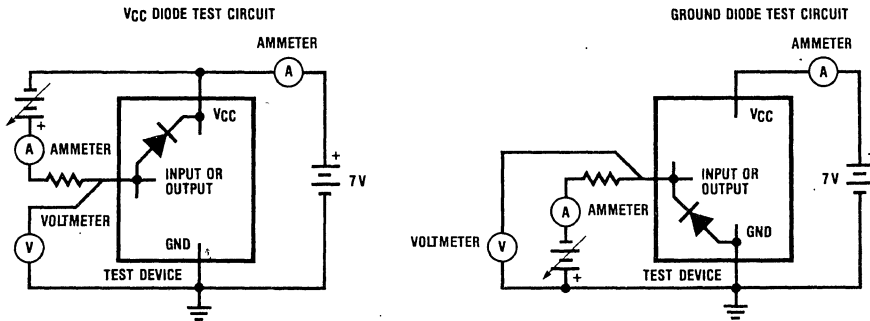 VCC DIODE TEST CIRCUIT
AMMETER
A
VCC
+
A
AMMETER
INPUT OR
OUTPUT
+
7V
VOLTMETER
V
GND
TEST DEVICE
GROUND DIODE TEST CIRCUIT
AMMETER
A
VCC
INPUT OR
OUTPUT
+
7V
A
AMMETER
VOLTMETER
V
GND
+
TEST DEVICE